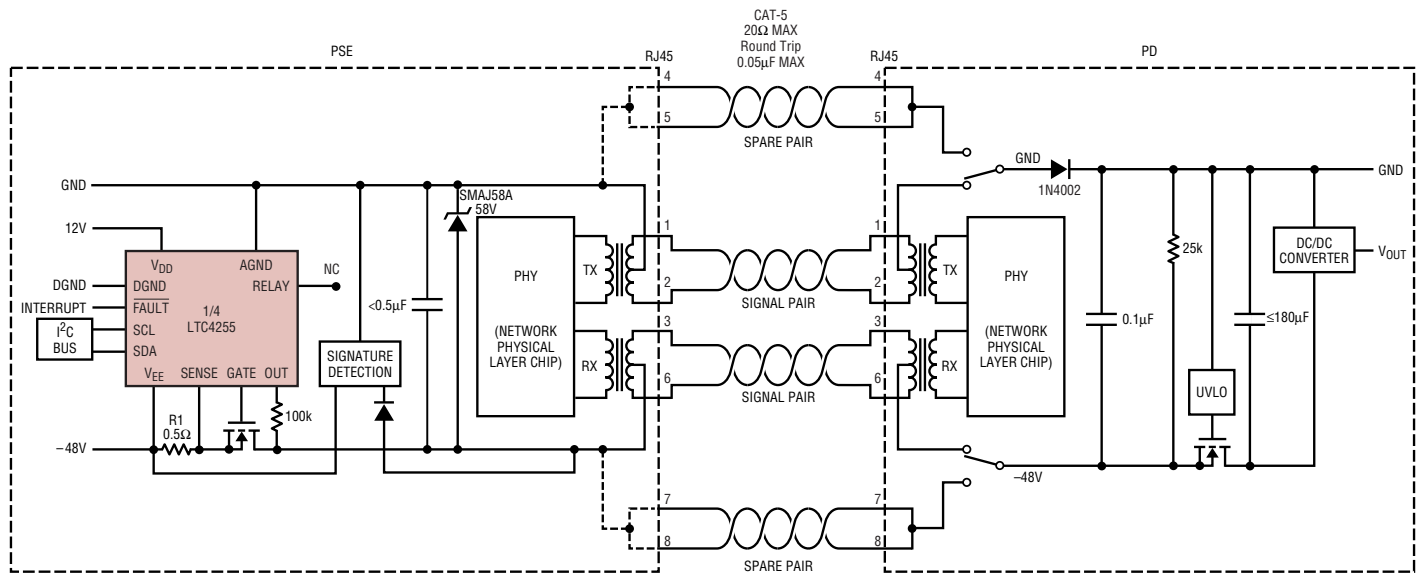 CAT-5
20Ω MAX
Round Trip
0.05µF MAX
PSE
RJ45
RJ45
PD
4
5
4
5
SPARE PAIR
GND
SMAJ58A
58V
GND
1N4002
GND
12V
VDD
AGND
NC
DGND
DGND
RELAY
INTERRUPT
FAULT
1/4
LTC4255
I2C
BUS
SCL
SDA
VEE
SENSE
GATE
OUT
R1
0.5Ω
100k
–48V
SIGNATURE
DETECTION
<0.5µF
PHY
(NETWORK
PHYSICAL
LAYER CHIP)
TX
RX
1
2
SIGNAL PAIR
3
6
SIGNAL PAIR
1
2
3
6
TX
RX
PHY
(NETWORK
PHYSICAL
LAYER CHIP)
25k
DC/DC
CONVERTER
VOUT
0.1µF
≤180µF
UVLO
–48V
7
8
7
8
SPARE PAIR